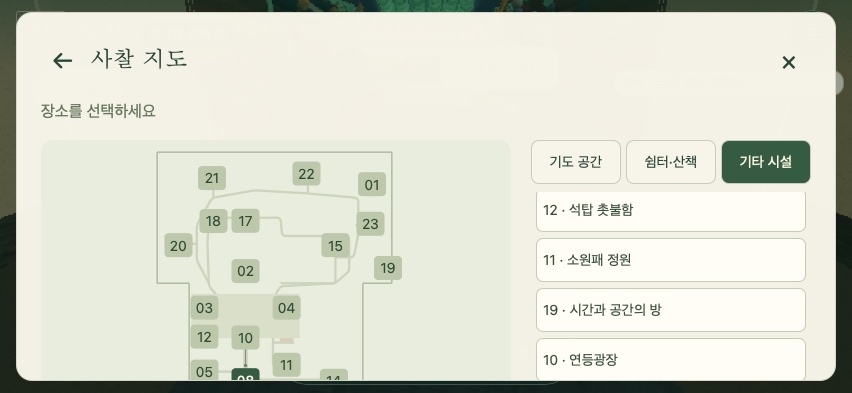 사찰 지도
장소를 선택하세요
기도 공간
쉼터·산책
기타 시설
21
22
01
18
17
23
20
15
02
19
03
04
12
10
05
11
12 · 석탑 촛불함
11 · 소원패 정원
19 · 시간과 공간의 방
10 · 연등광장